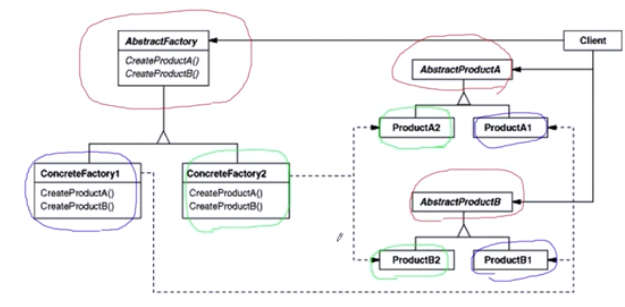 AbstractFactory
CreateProductA()
CreateProductB()
Client
AbstractProductA
ProductA2
ProductA1
ConcreteFactory1
CreateProductA()
CreateProductB()
ConcreteFactory2
CreateProductA()
CreateProductB()
AbstractProductB
ProductB2
ProductB1